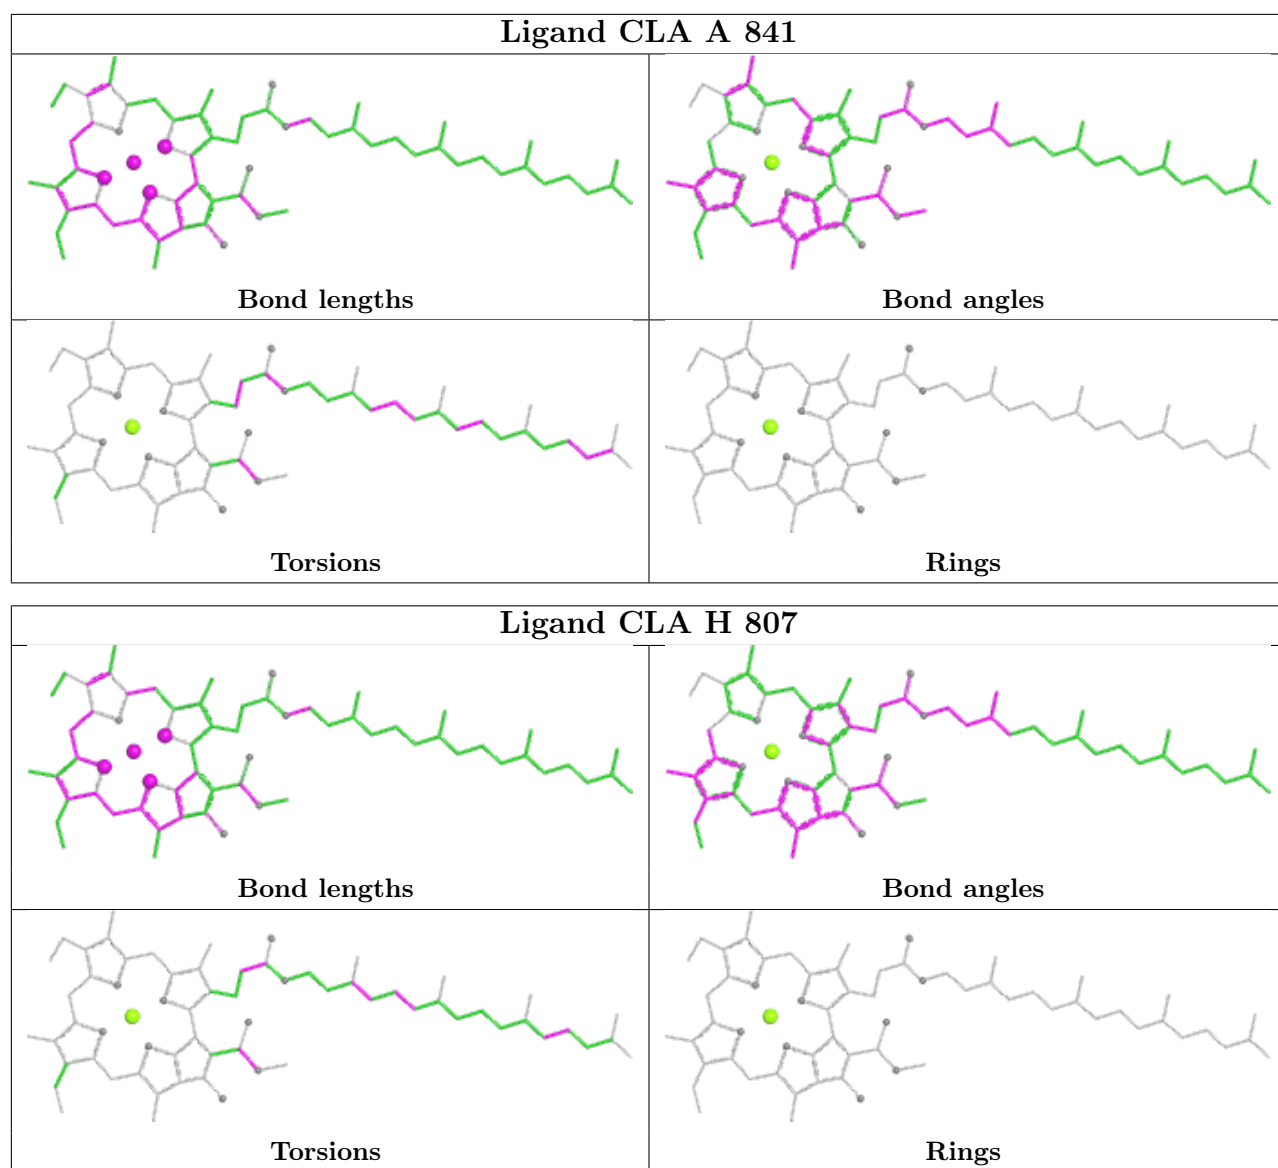 Ligand CLA A 841
Bond lengths
Bond angles
Torsions
Rings
Ligand CLA H 807
Bond lengths
Bond angles
Torsions
Rings